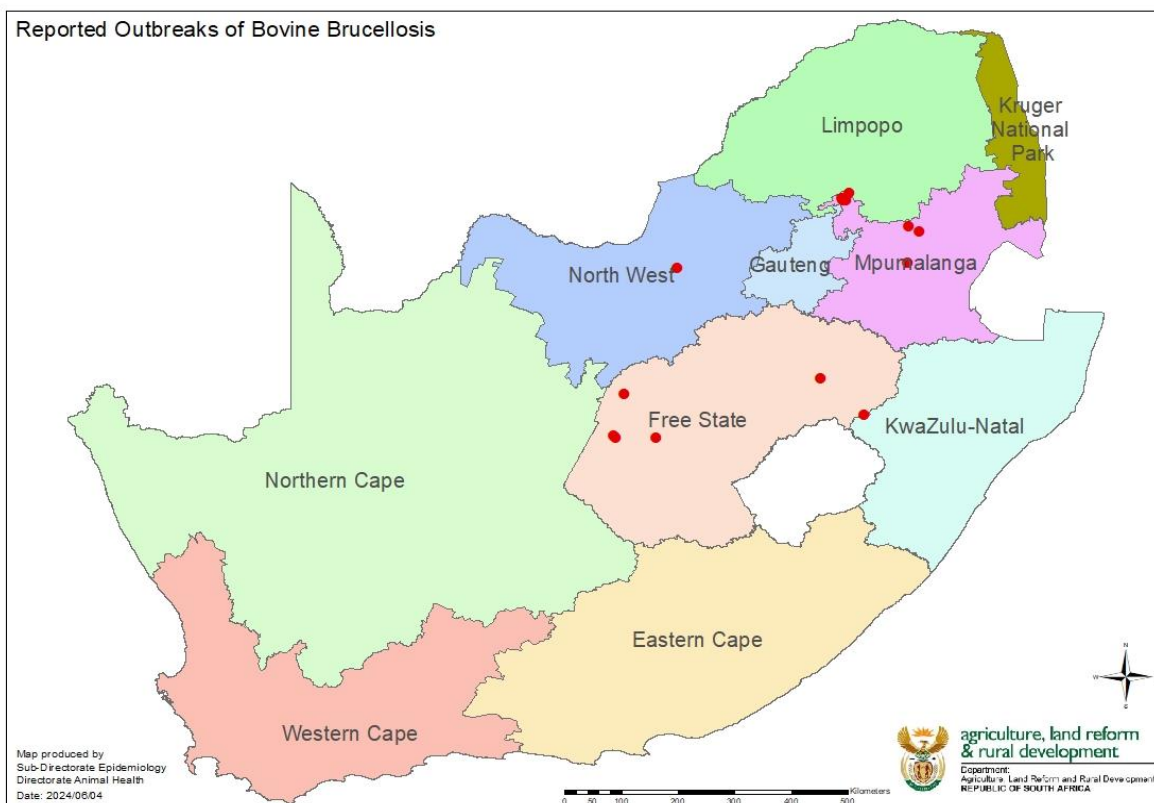 Reported Outbreaks of Bovine Brucellosis
Limpopo
Kruger
National
Park
North West
Gauteng
Mpumalanga
Free State
KwaZulu-Natal
Northern Cape
Eastern Cape
Western Cape
N
W
S
Map produced by
Sub-Directorate Epidemiology
Directorate Animal Health
Date: 2024/06/04
Kilometers
0 50 100 200 300 400 500
agriculture, land reform
& rural development
Department:
Agriculture, Land Reform and Rural Development
REPUBLIC OF SOUTH AFRICA